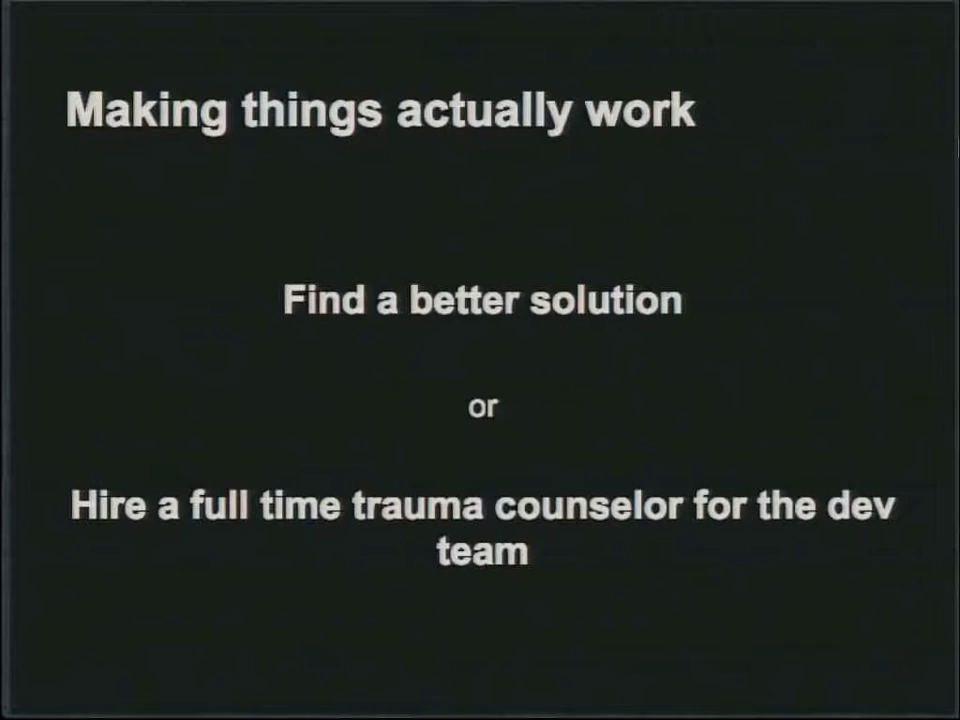 Making things actually work
Find a better solution
or
Hire a full time trauma counselor for the dev
team